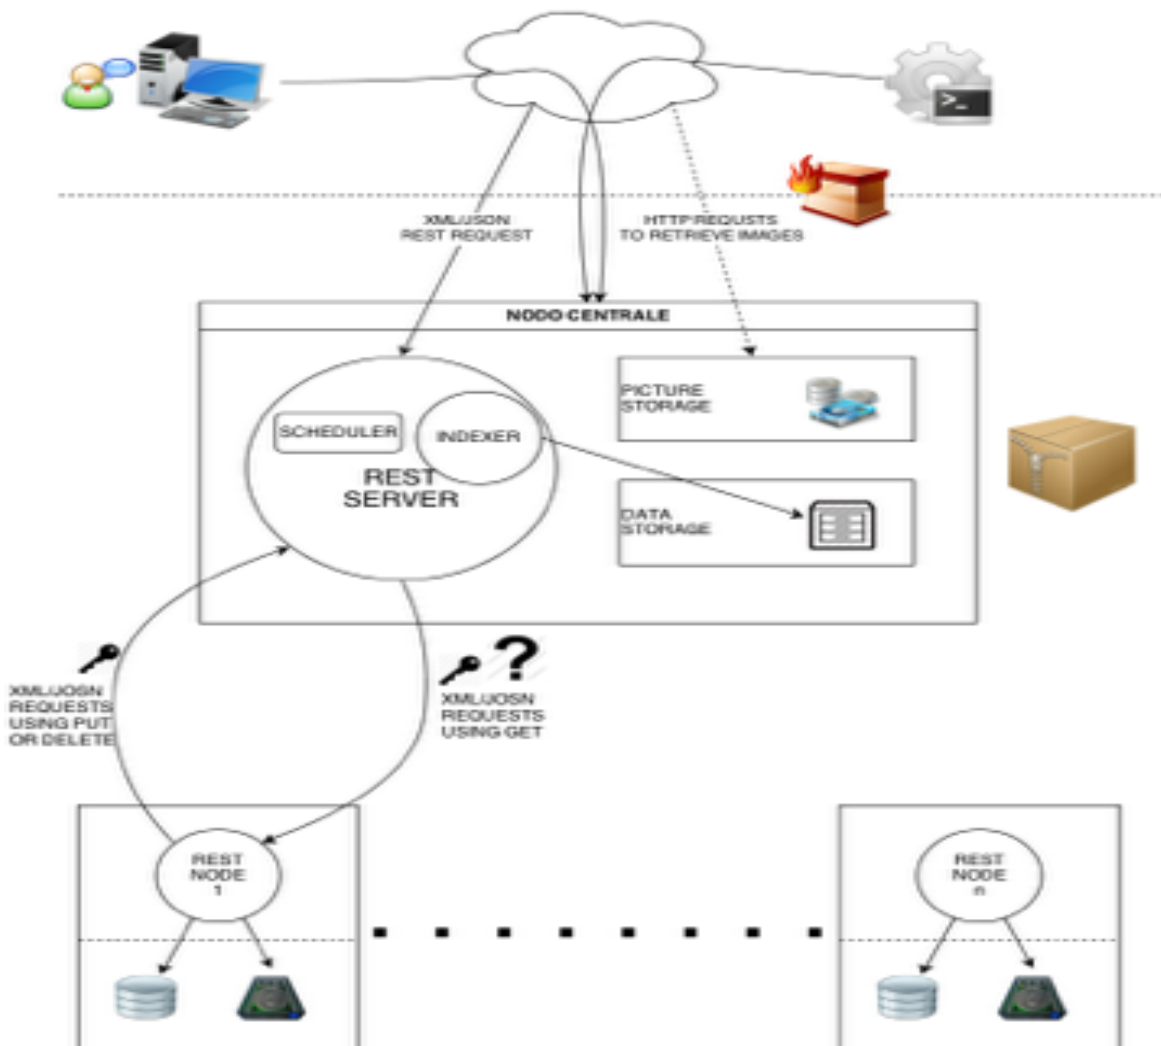 >_
XML/JSON
REST REQUEST
HTTP REQUSTS
TO RETRIEVE IMAGES
NODO CENTRALE
SCHEDULER
INDEXER
REST
SERVER
PICTURE
STORAGE
DATA
STORAGE
XML/JOSN
REQUESTS
USING PUT
OR DELETE
?
XML/JOSN
REQUESTS
USING GET
REST
NODE
1
REST
NODE
n